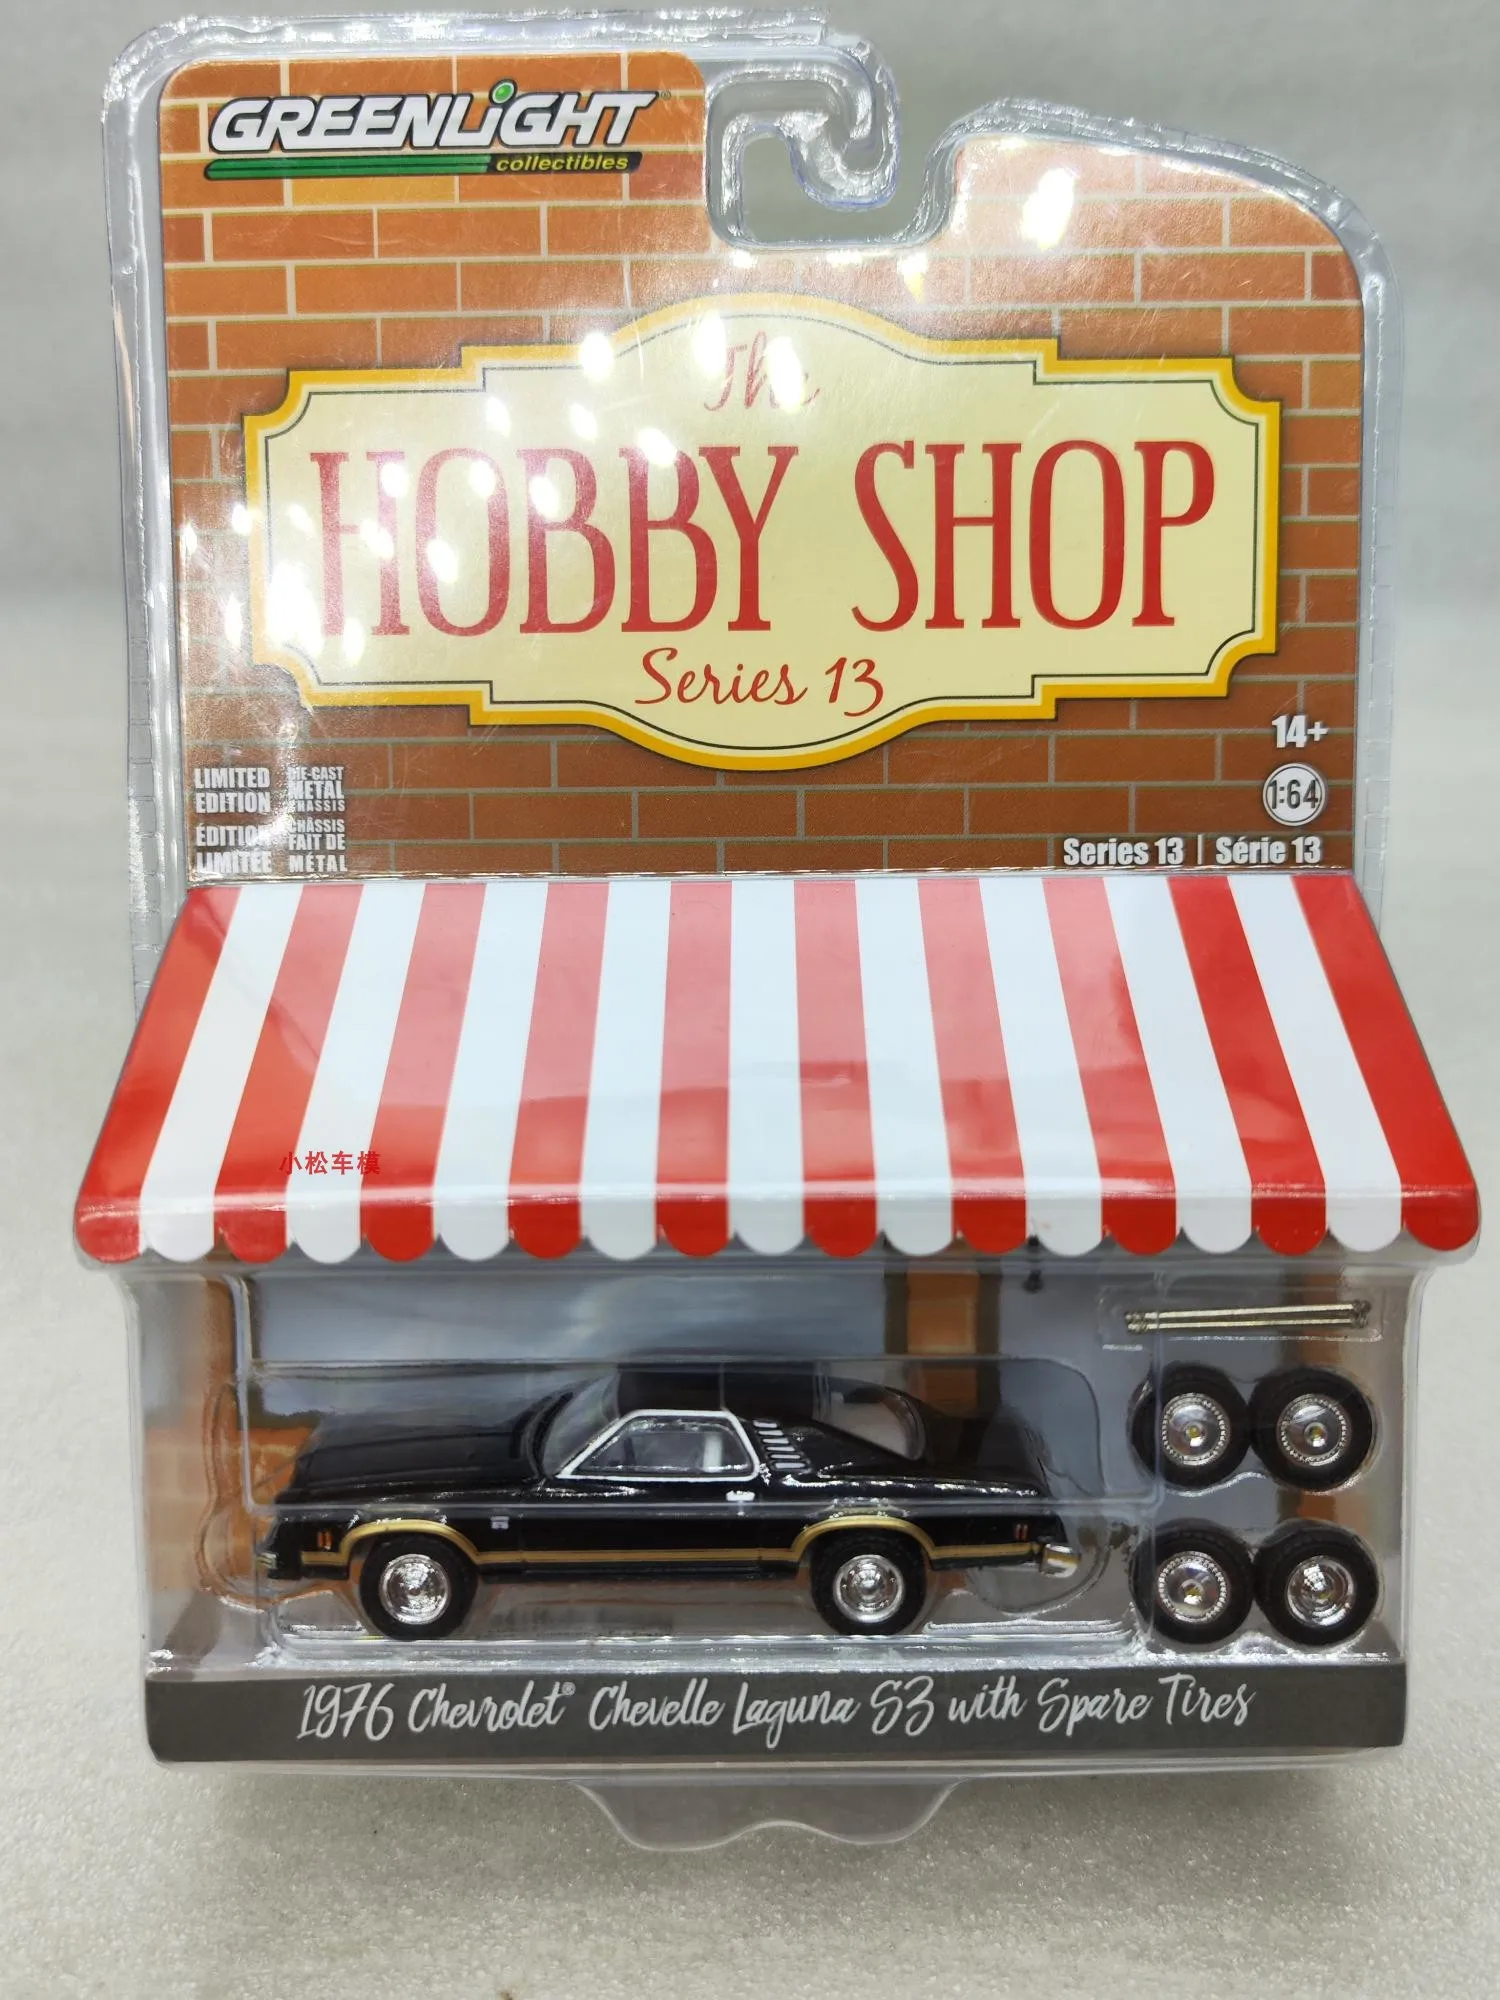 GREENLiGHT
collectibles
The
HOBBY SHOP
Series 13
14+
1:64
LIMITED EDITION
DIE-CAST METAL CHASSIS
ÉDITION LIMITÉE
CHÂSSIS FAIT DE MÉTAL
Series 13 | Série 13
小松车模
1976 Chevrolet® Chevelle Laguna S3 with Spare Tires